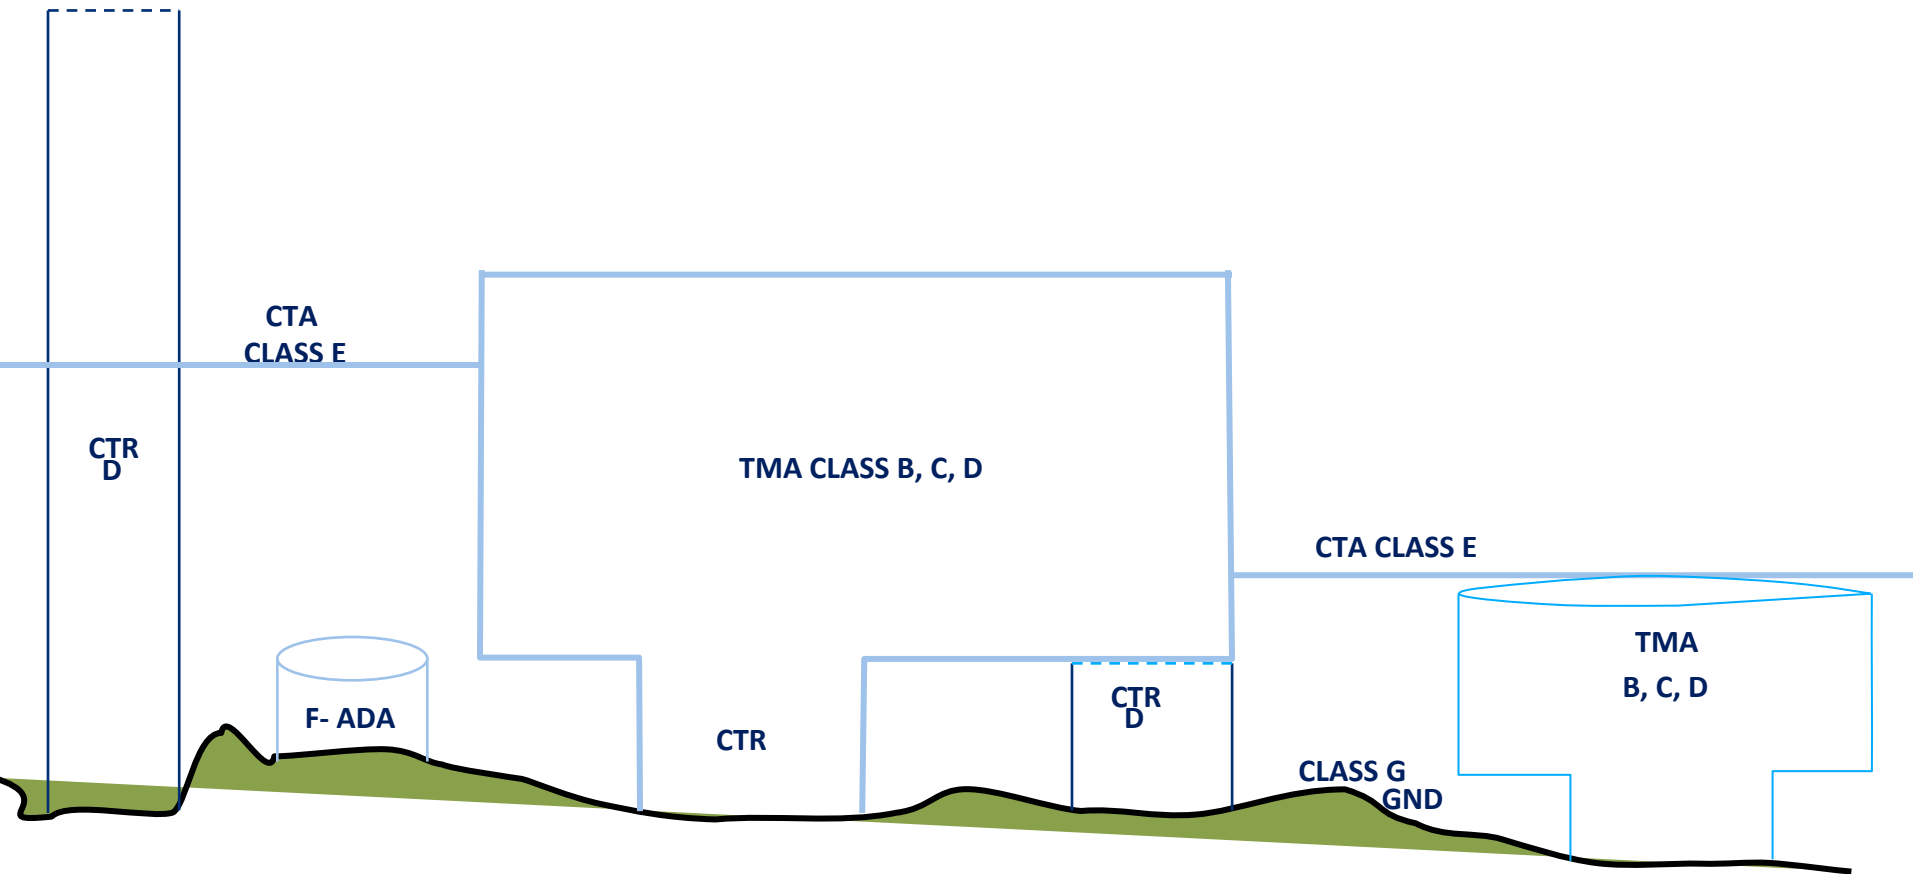 CTA
CLASS E
CTR
D
TMA CLASS B, C, D
CTA CLASS E
TMA
B, C, D
F- ADA
CTR
CTR
D
CLASS G
GND